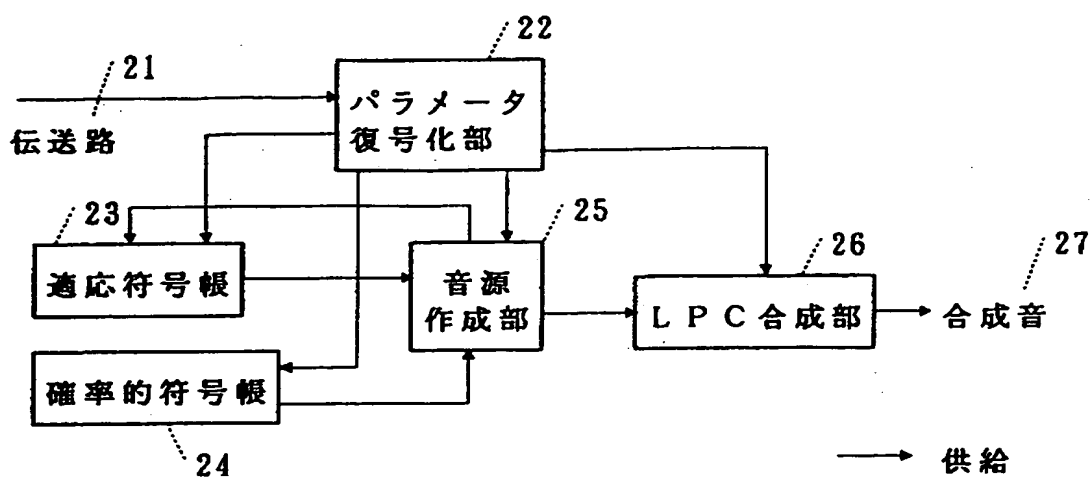 22
21
パラメータ
復号化部
伝送路
23
適応符号帳
25
音源
作成部
26
LPC合成部
27
合成音
確率的符号帳
24
供給